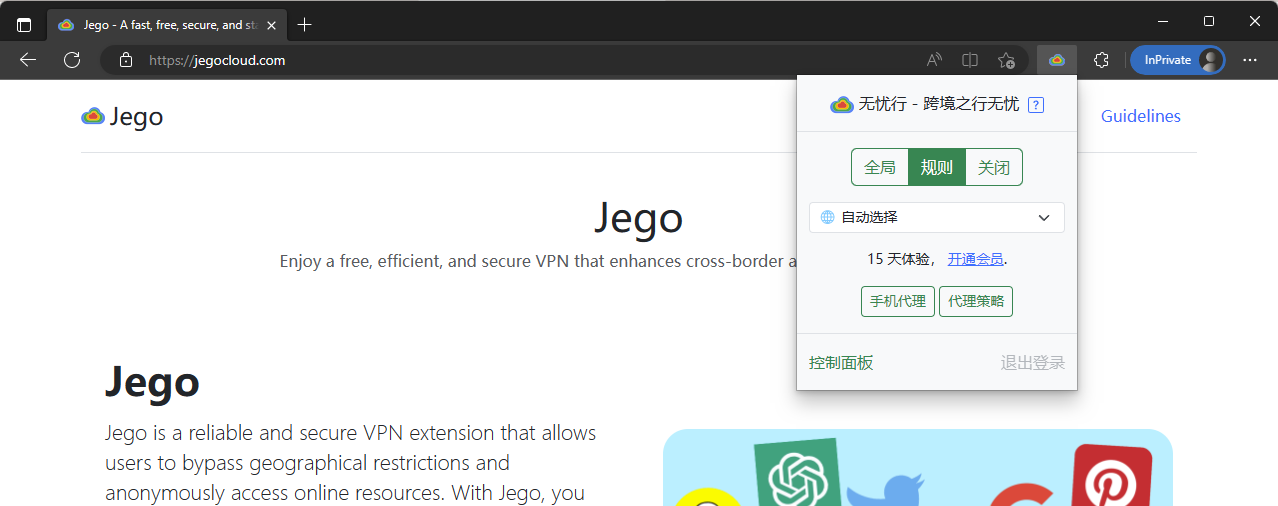 Jego - A fast, free, secure, and sta
https://jegocloud.com
InPrivate
Jego
Guidelines
无忧行 - 跨境之行无忧 ?
全局 规则 关闭
自动选择
15 天体验， 开通会员.
手机代理 代理策略
控制面板 退出登录
Jego
Enjoy a free, efficient, and secure VPN that enhances cross-border a
Jego
Jego is a reliable and secure VPN extension that allows
users to bypass geographical restrictions and
anonymously access online resources. With Jego, you